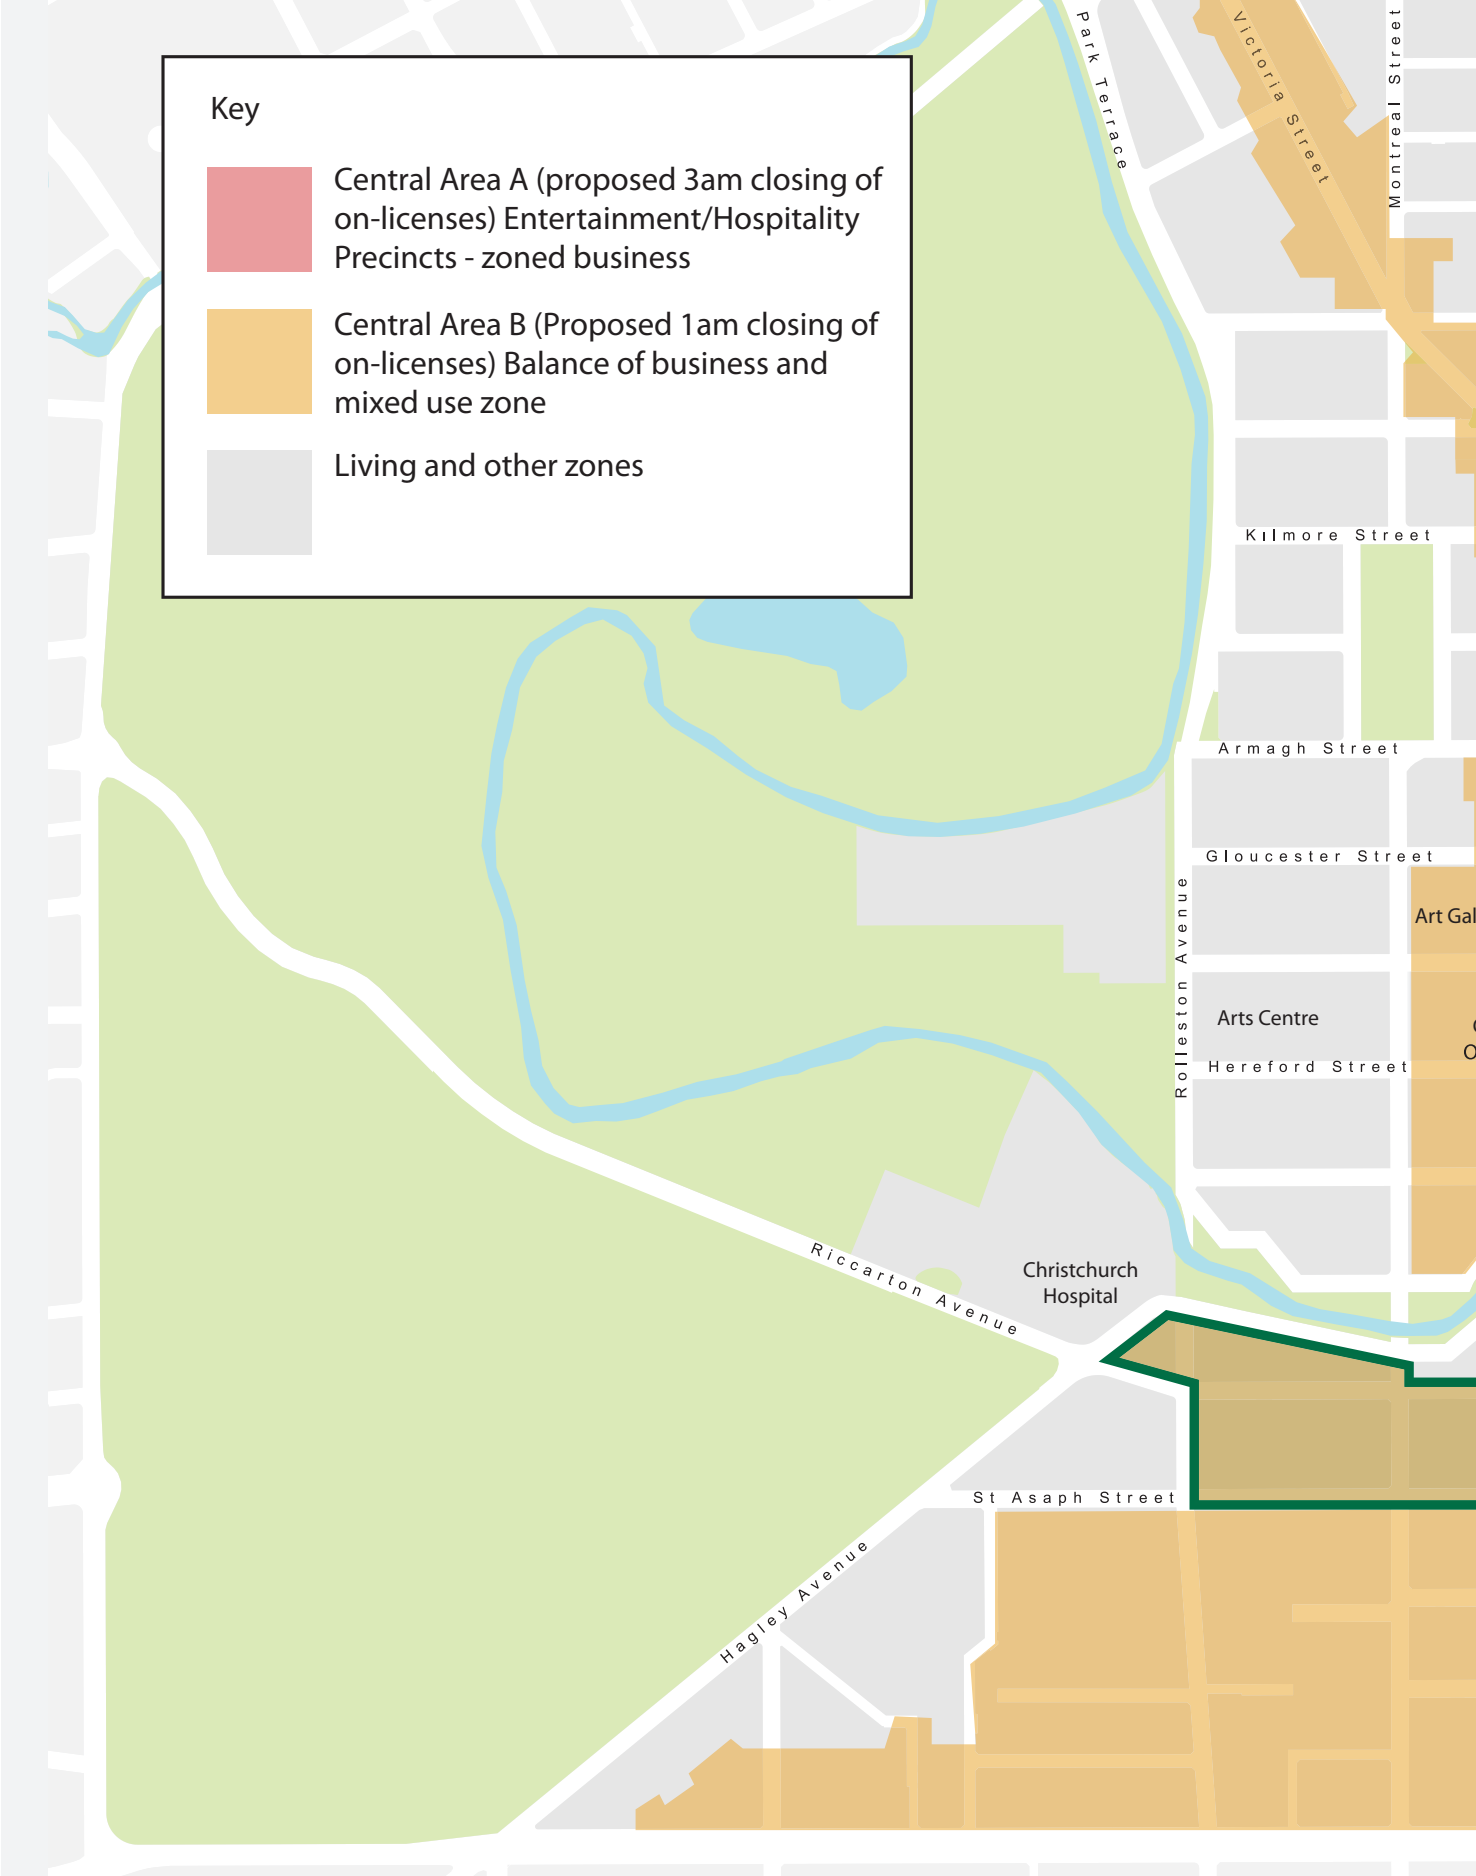 Key
Central Area A (proposed 3am closing of
on-licenses) Entertainment/Hospitality
Precincts - zoned business
Central Area B (Proposed 1am closing of
on-licenses) Balance of business and
mixed use zone
Living and other zones
Park Terrace
Victoria Street
Montreal Street
Kilmore Street
Armagh Street
Gloucester Street
Rolleston Avenue
Art Gal
Arts Centre
O
Hereford Street
Riccarton Avenue
Christchurch
Hospital
St Asaph Street
Hagley Avenue